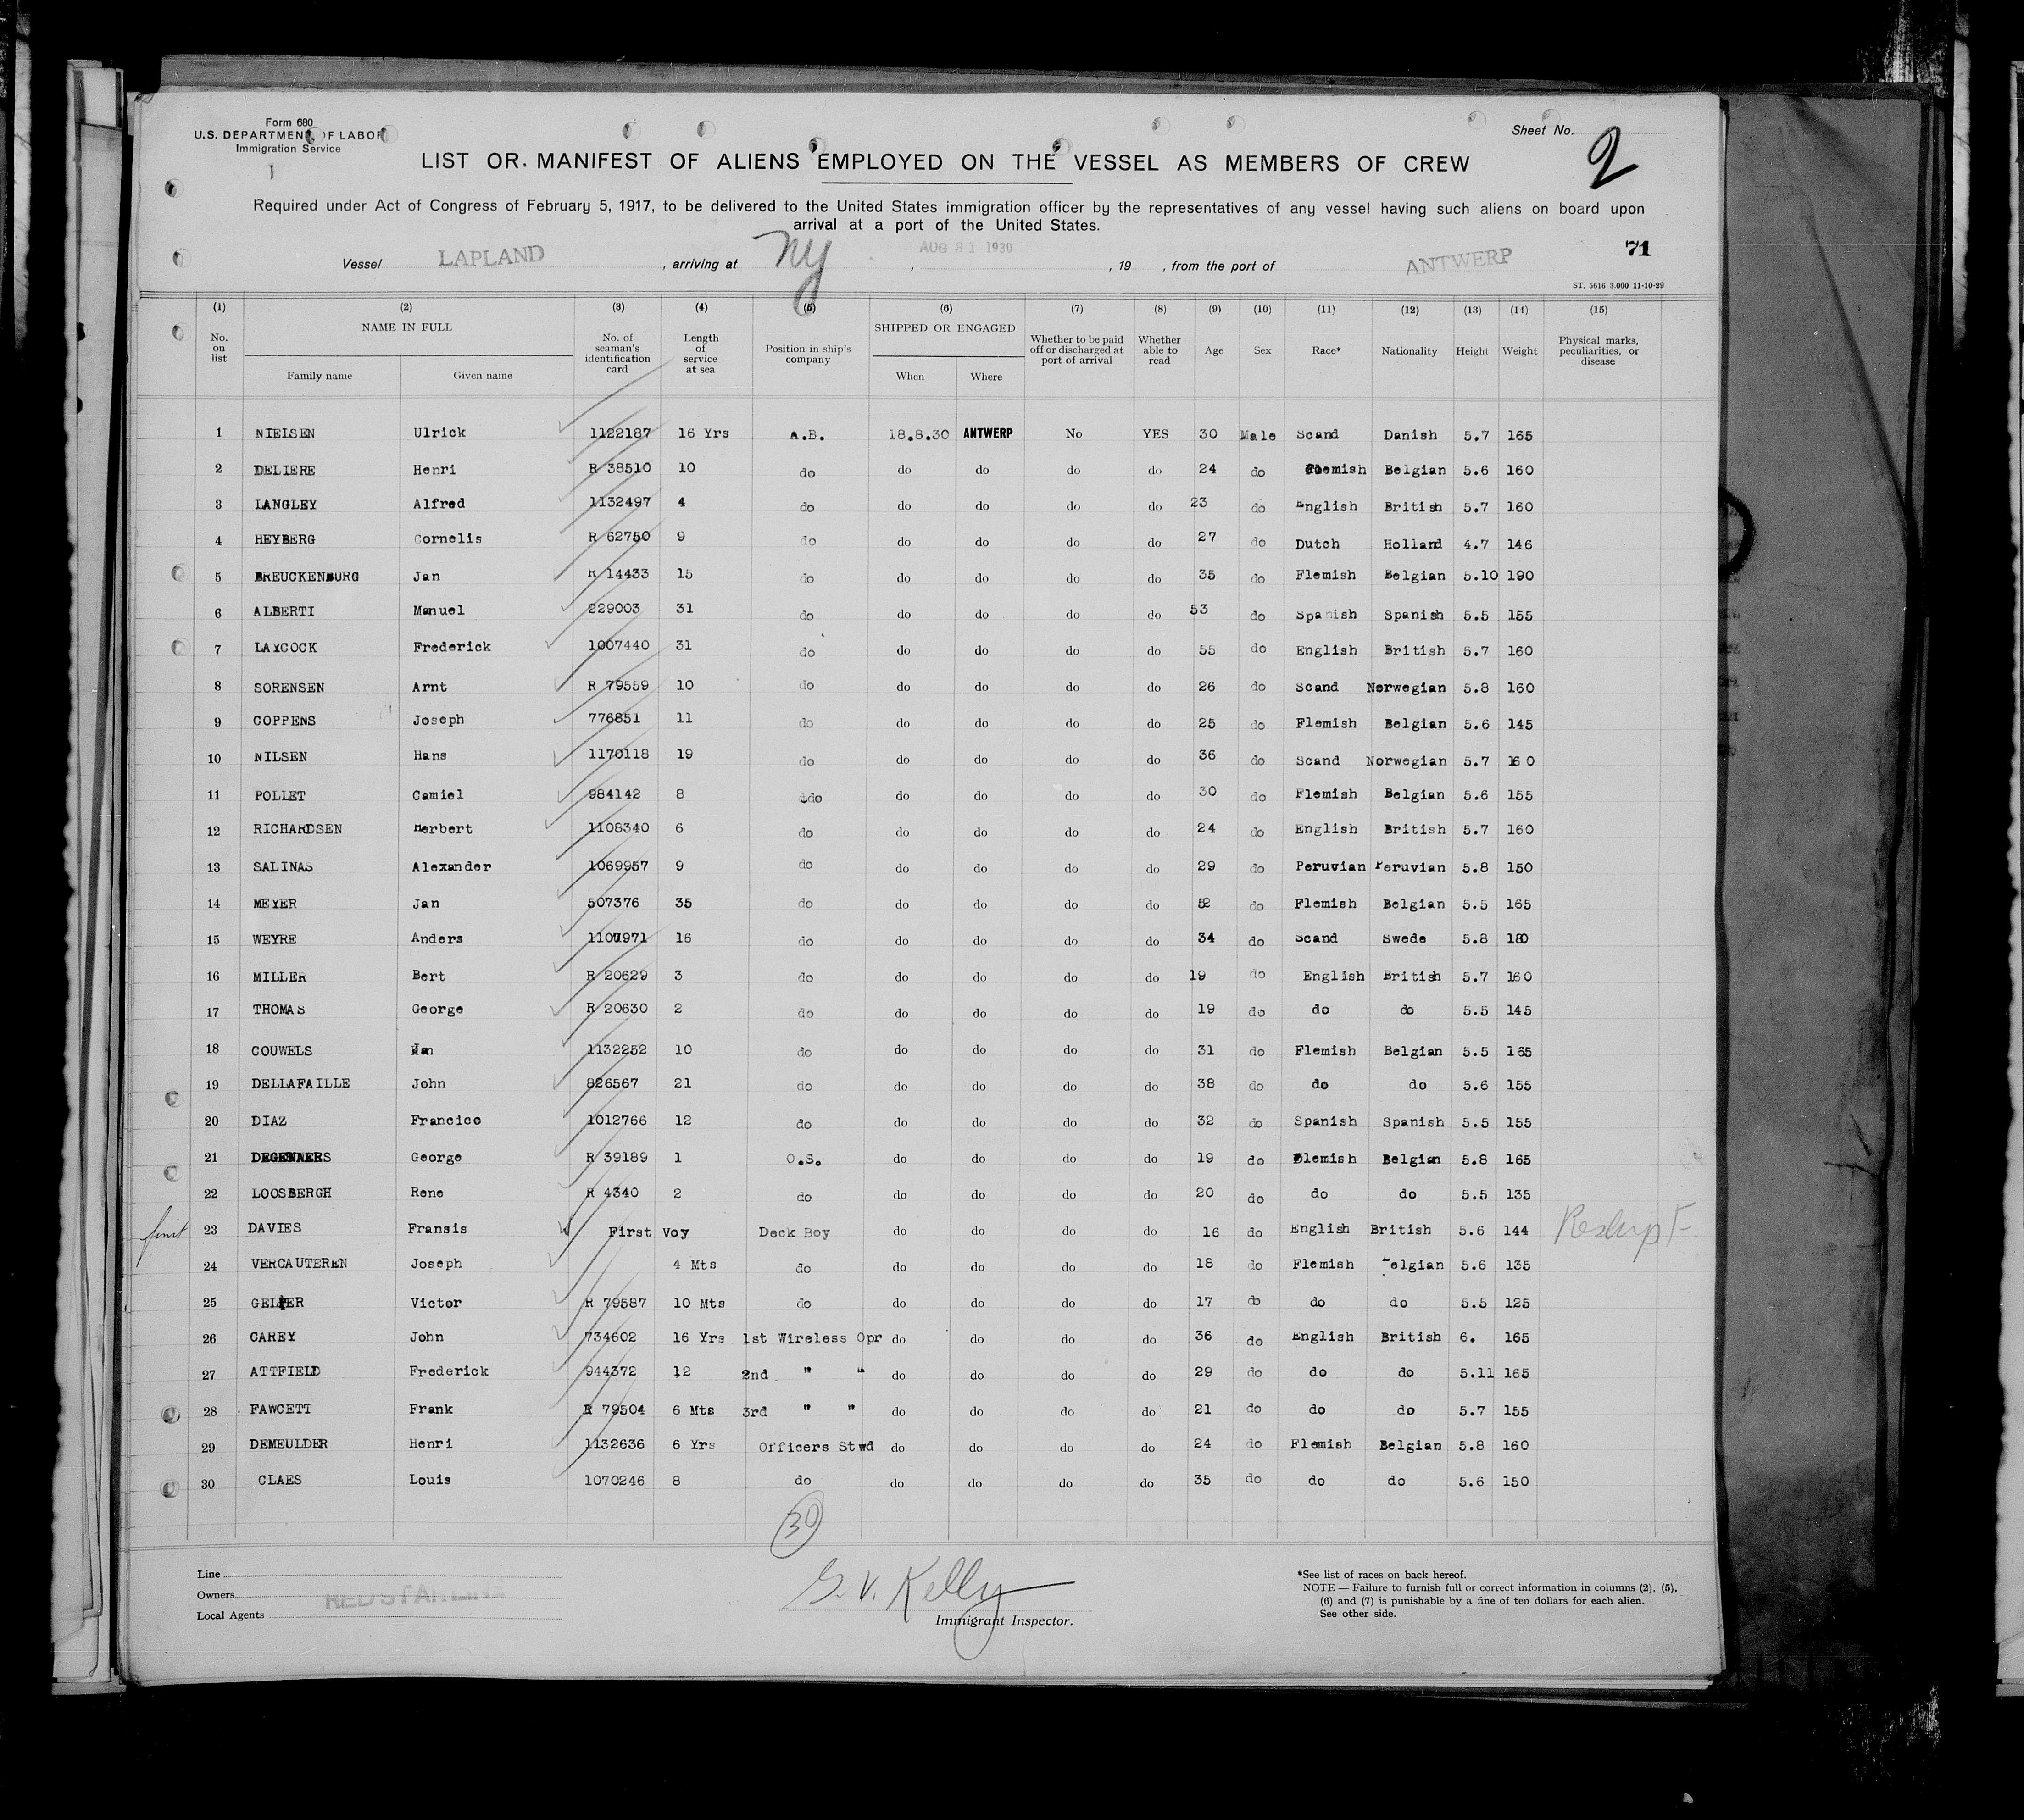 Form 680
U.S. DEPARTMENT OF LABOR
Immigration Service
Sheet No. 2
LIST OR MANIFEST OF ALIENS EMPLOYED ON THE VESSEL AS MEMBERS OF CREW
Required under Act of Congress of February 5, 1917, to be delivered to the United States immigration officer by the representatives of any vessel having such aliens on board upon
arrival at a port of the United States.
71
Vessel LAPLAND , arriving at NY , AUG 31 1930 , 19 , from the port of ANTWERP
ST. 5616 3.000 11-10-29
(1) (2) (3) (4) (5) (6) (7) (8) (9) (10) (11) (12) (13) (14) (15)
No. on list NAME IN FULL Family name Given name No. of seaman's identification card Length of service at sea Position in ship's company SHIPPED OR ENGAGED When Where Whether to be paid off or discharged at port of arrival Whether able to read Age Sex Race* Nationality Height Weight Physical marks, peculiarities, or disease
1 NIELSEN Ulrick 1122187 16 Yrs A.B. 18.8.30 ANTWERP No YES 30 Male Scand Danish 5.7 165
2 DELIERE Henri R 38510 10 do do do do do 24 do Flemish Belgian 5.6 160
3 LANGLEY Alfred 1132497 4 do do do do do 23 do English British 5.7 160
4 HEYBERG Cornelis R 62750 9 do do do do do 27 do Dutch Holland 4.7 146
5 BREUCKENBURG Jan R 14433 15 do do do do do 35 do Flemish Belgian 5.10 190
6 ALBERTI Manuel 229003 31 do do do do do 53 do Spanish Spanish 5.5 155
7 LAYCOCK Frederick 1007440 31 do do do do do 55 do English British 5.7 160
8 SORENSEN Arnt R 79559 10 do do do do do 26 do Scand Norwegian 5.8 160
9 COPPENS Joseph 776851 11 do do do do do 25 do Flemish Belgian 5.6 145
10 NILSEN Hans 1170118 19 do do do do do 36 do Scand Norwegian 5.7 160
11 POLLET Camiel 984142 8 do do do do do 30 do Flemish Belgian 5.6 155
12 RICHARDSEN Herbert 1108340 6 do do do do do 24 do English British 5.7 160
13 SALINAS Alexander 1069957 9 do do do do do 29 do Peruvian Peruvian 5.8 150
14 MEYER Jan 507376 35 do do do do do 52 do Flemish Belgian 5.5 165
15 WEYRE Anders 1107971 16 do do do do do 34 do Scand Swede 5.8 180
16 MILLER Bert R 20629 3 do do do do do 19 do English British 5.7 160
17 THOMAS George R 20630 2 do do do do do 19 do do do 5.5 145
18 COUWELS Jan 1132252 10 do do do do do 31 do Flemish Belgian 5.5 165
19 DELLAFAILLE John 826567 21 do do do do do 38 do do do 5.6 155
20 DIAZ Francico 1012766 12 do do do do do 32 do Spanish Spanish 5.5 155
21 DEGENAERS George R 39189 1 O.S. do do do do 19 do Flemish Belgian 5.8 165
22 LOOSBERGH Rene R 4340 2 do do do do do 20 do do do 5.5 135
23 DAVIES Fransis First Voy Deck Boy do do do do 16 do English British 5.6 144
24 VERCAUTEREN Joseph 4 Mts do do do do do 18 do Flemish Belgian 5.6 135
25 Victor R 79587 10 Mts do do do do do 17 do do do 5.5 125
26 CAREY John 734602 16 Yrs 1st Wireless Opr do do do do 36 do English British 6. 165
27 ATTFIELD Frederick 944372 12 2nd " " do do do do 29 do do do 5.11 165
28 FAWCETT Frank R 79504 6 Mts 3rd " " do do do do 21 do do do 5.7 155
29 DEMEULDER Henri 1132636 6 Yrs Officers Stwd do do do do 24 do Flemish Belgian 5.8 160
30 CLAES Louis 1070246 8 do do do do do 35 do do do 5.6 150
30
Line
Owners RED STAR LINE
Local Agents
G. V. Kelly
Immigrant Inspector.
*See list of races on back hereof.
NOTE — Failure to furnish full or correct information in columns (2), (5),
(6) and (7) is punishable by a fine of ten dollars for each alien.
See other side.